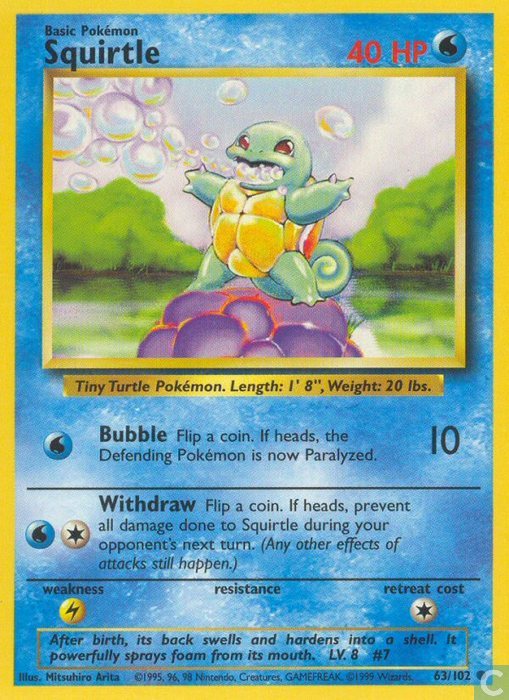 Basic Pokémon
Squirtle 40 HP
Tiny Turtle Pokémon. Length: 1' 8", Weight: 20 lbs.
Bubble Flip a coin. If heads, the 10
Defending Pokémon is now Paralyzed.
Withdraw Flip a coin. If heads, prevent
all damage done to Squirtle during your
opponent's next turn. (Any other effects of
attacks still happen.)
weakness resistance retreat cost
After birth, its back swells and hardens into a shell. It
powerfully sprays foam from its mouth. LV. 8 #7
Illus. Mitsuhiro Arita ©1995, 96, 98 Nintendo, Creatures, GAMEFREAK. ©1999 Wizards. 63/102
C